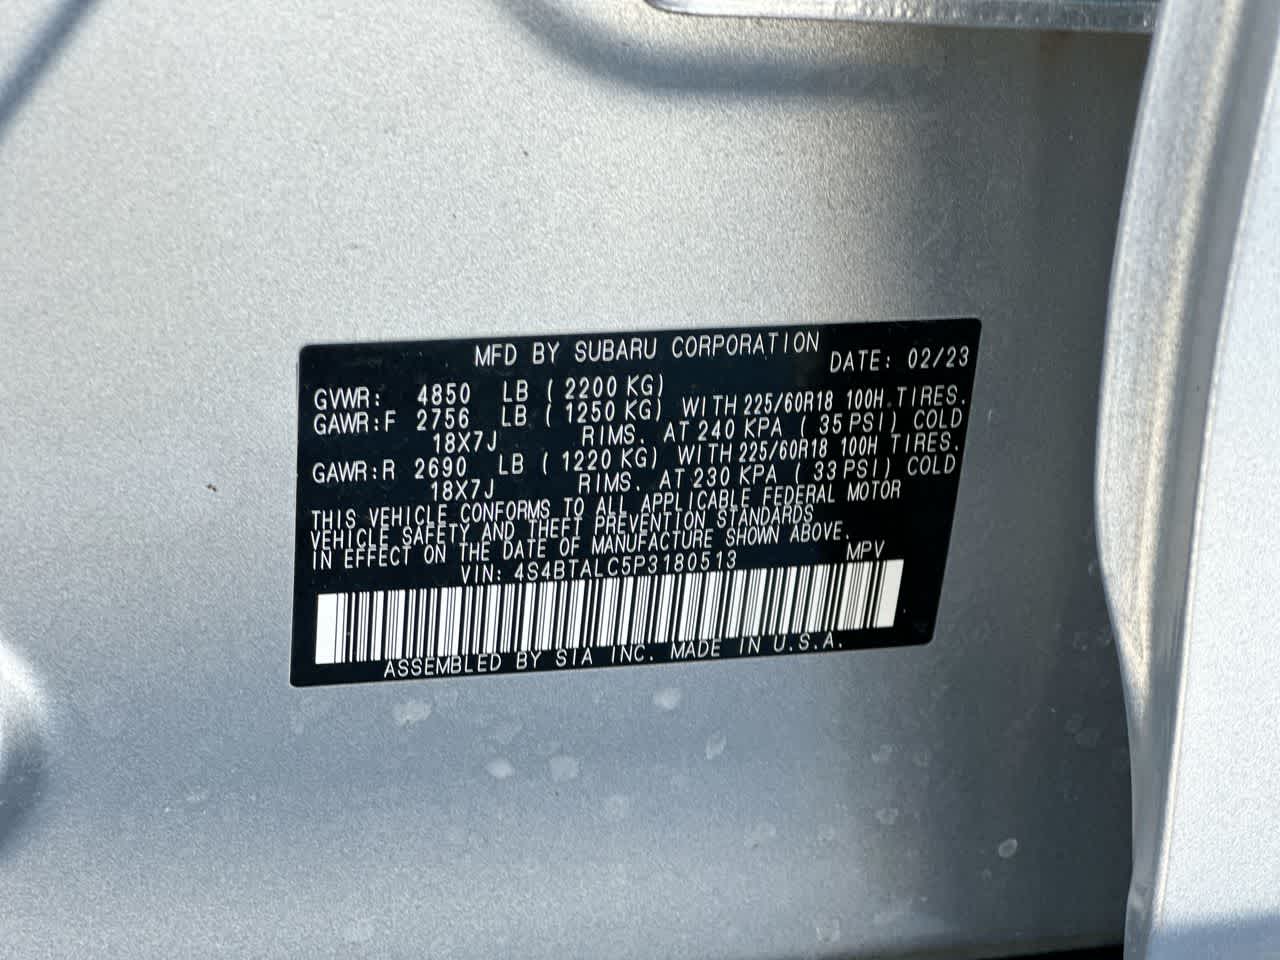 MFD BY SUBARU CORPORATION DATE: 02/23
GVWR: 4850 LB ( 2200 KG)
GAWR:F 2756 LB ( 1250 KG) WITH 225/60R18 100H TIRES.
18X7J RIMS. AT 240 KPA ( 35 PSI) COLD
GAWR:R 2690 LB ( 1220 KG) WITH 225/60R18 100H TIRES.
18X7J RIMS. AT 230 KPA ( 33 PSI) COLD
THIS VEHICLE CONFORMS TO ALL APPLICABLE FEDERAL MOTOR
VEHICLE SAFETY AND THEFT PREVENTION STANDARDS
IN EFFECT ON THE DATE OF MANUFACTURE SHOWN ABOVE.
VIN: 4S4BTALC5P3180513 MPV
ASSEMBLED BY SIA INC. MADE IN U.S.A.